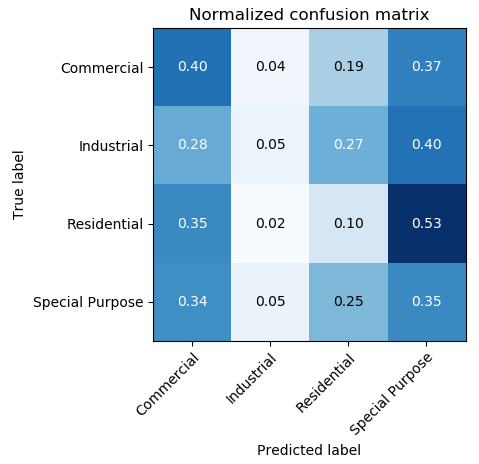 Normalized confusion matrix
Commercial 0.40 0.04 0.19 0.37
Industrial 0.28 0.05 0.27 0.40
Residential 0.35 0.02 0.10 0.53
Special Purpose 0.34 0.05 0.25 0.35
True label
Commercial Industrial Residential Special Purpose
Predicted label